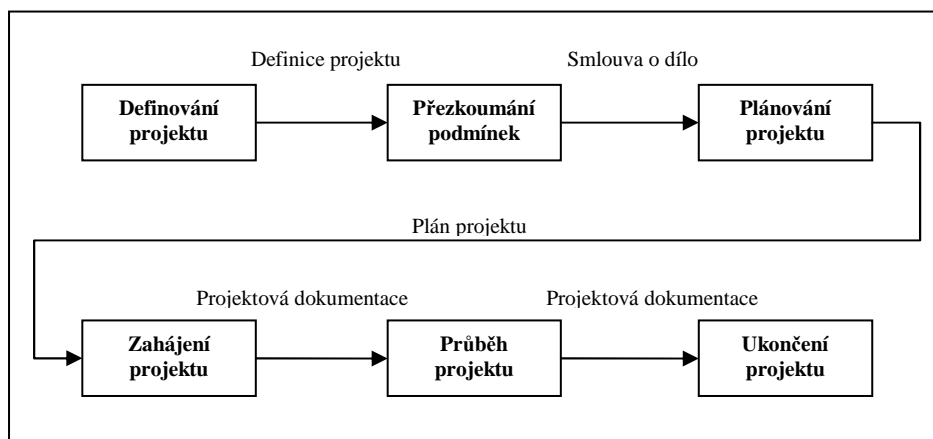 Definice projektu
Smlouva o dílo
Definování
projektu
Přezkoumání
podmínek
Plánování
projektu
Plán projektu
Projektová dokumentace
Projektová dokumentace
Zahájení
projektu
Průběh
projektu
Ukončení
projektu